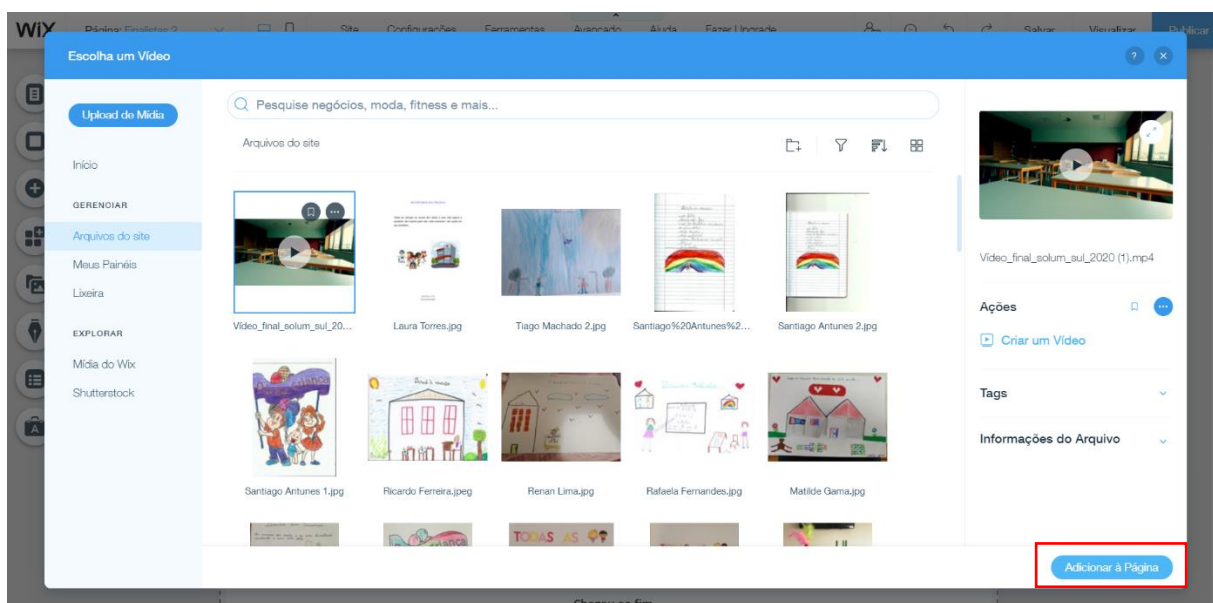 WiX Página: Finalistas 2 Site Configurações Ferramentas Avançado Ajuda Fazer Upgrade Salvar Visualizar Publicar
Escolha um Vídeo ?
Upload de Mídia
Pesquise negócios, moda, fitness e mais...
Arquivos do site
Início
GERENCIAR
Arquivos do site
Meus Painéis
Lixeira
EXPLORAR
Mídia do Wix
Shutterstock
Vídeo_final_solum_sul_20...
Laura Torres.jpg
Tiago Machado 2.jpg
Santiago%20Antunes%2...
Santiago Antunes 2.jpg
Santiago Antunes 1.jpg
Ricardo Ferreira.jpeg
Renan Lima.jpg
Rafaela Fernandes.jpg
Matilde Gama.jpg
TODAS AS
Vídeo_final_solum_sul_2020 (1).mp4
Ações
Criar um Vídeo
Tags
Informações do Arquivo
Adicionar à Página